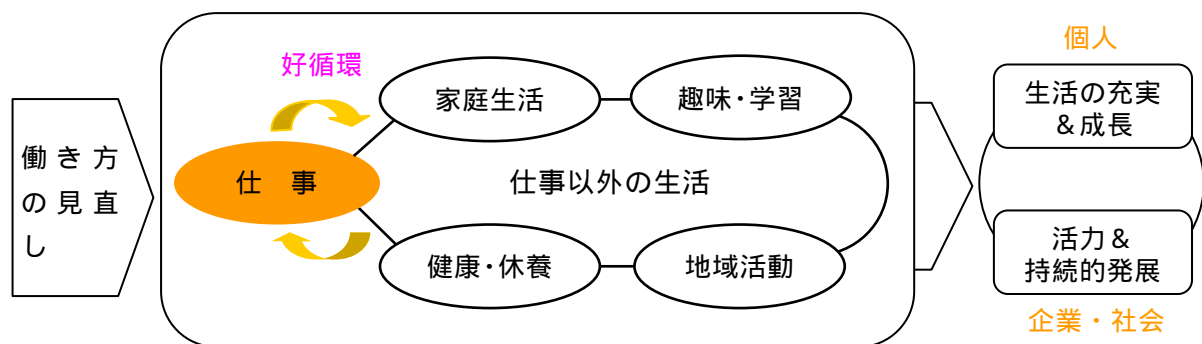 働き方
の見直
し
好循環
仕　事
家庭生活
趣味・学習
仕事以外の生活
健康・休養
地域活動
個人
生活の充実
＆成長
活力＆
持続的発展
企業・社会